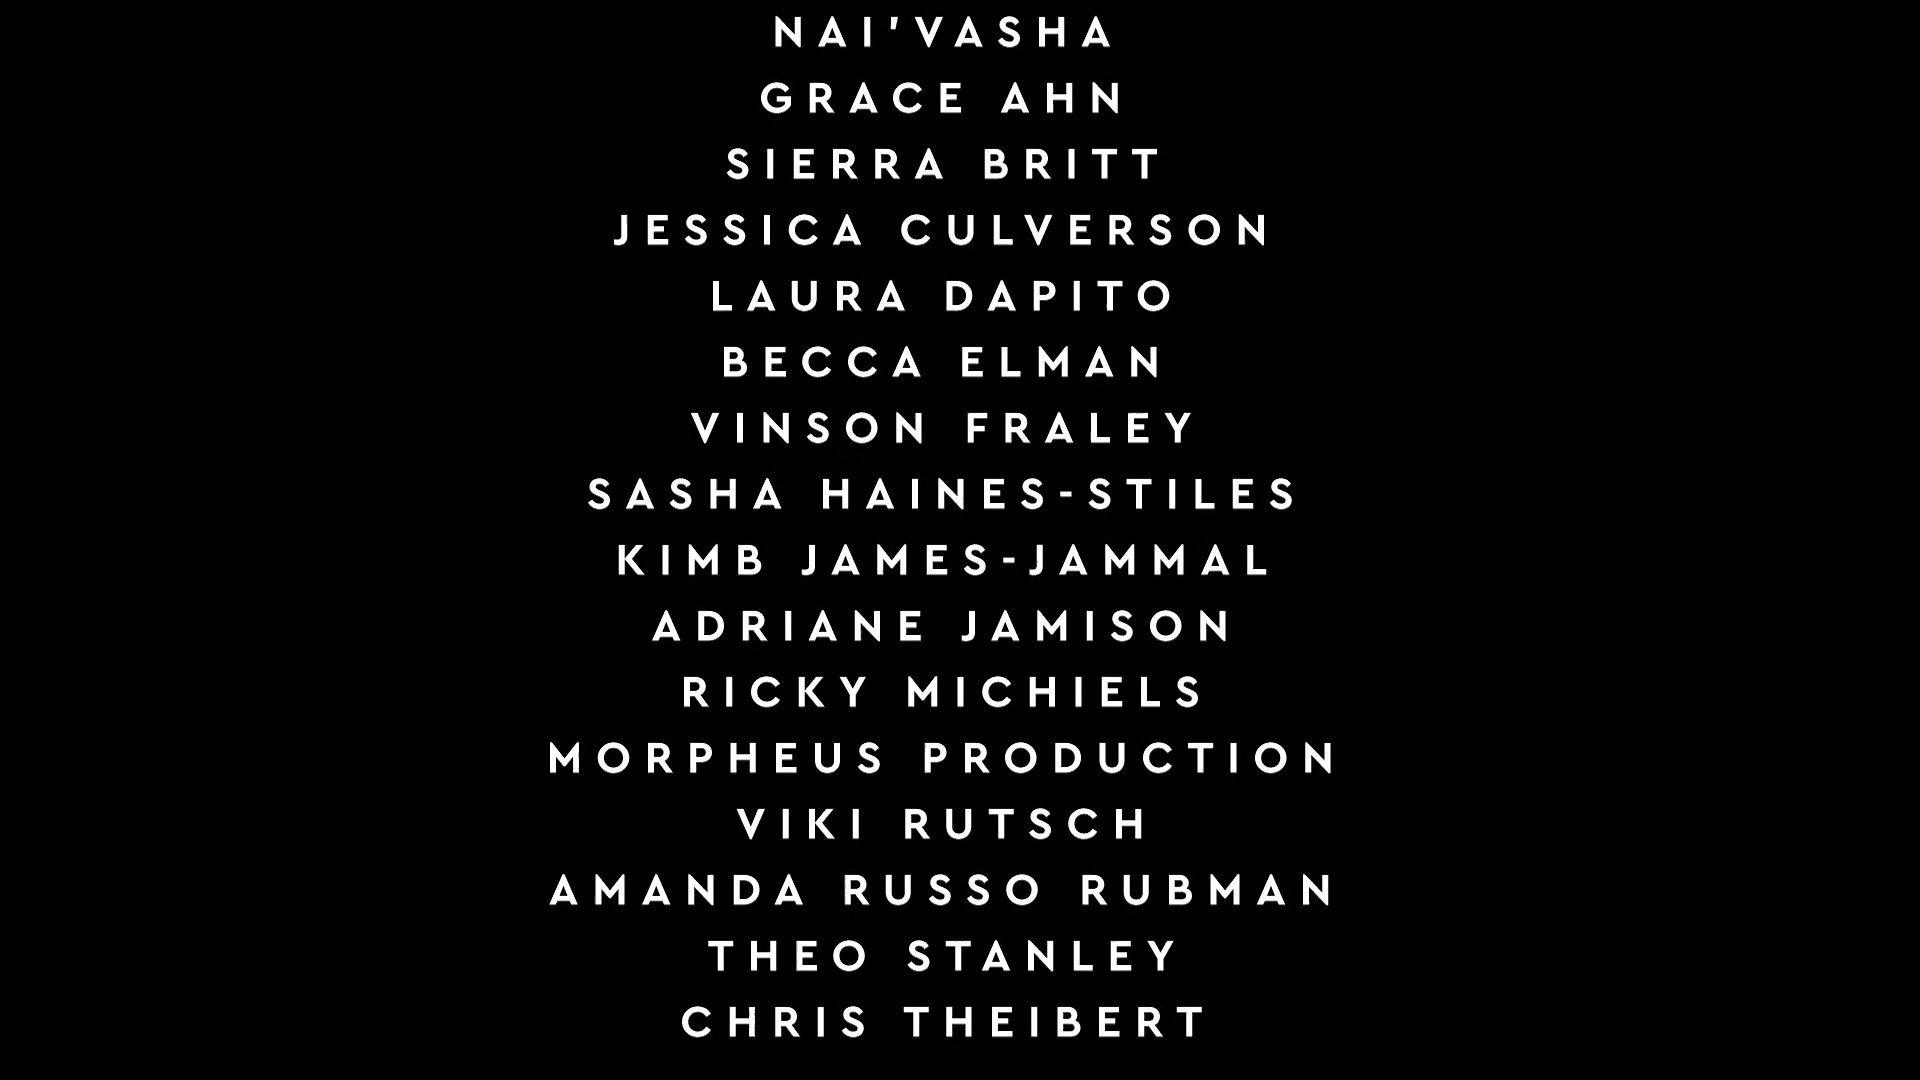 NAI'VASHA
GRACE AHN
SIERRA BRITT
JESSICA CULVERSON
LAURA DAPITO
BECCA ELMAN
VINSON FRALEY
SASHA HAINES-STILES
KIMB JAMES-JAMMAL
ADRIANE JAMISON
RICKY MICHIELS
MORPHEUS PRODUCTION
VIKI RUTSCH
AMANDA RUSSO RUBMAN
THEO STANLEY
CHRIS THEIBERT